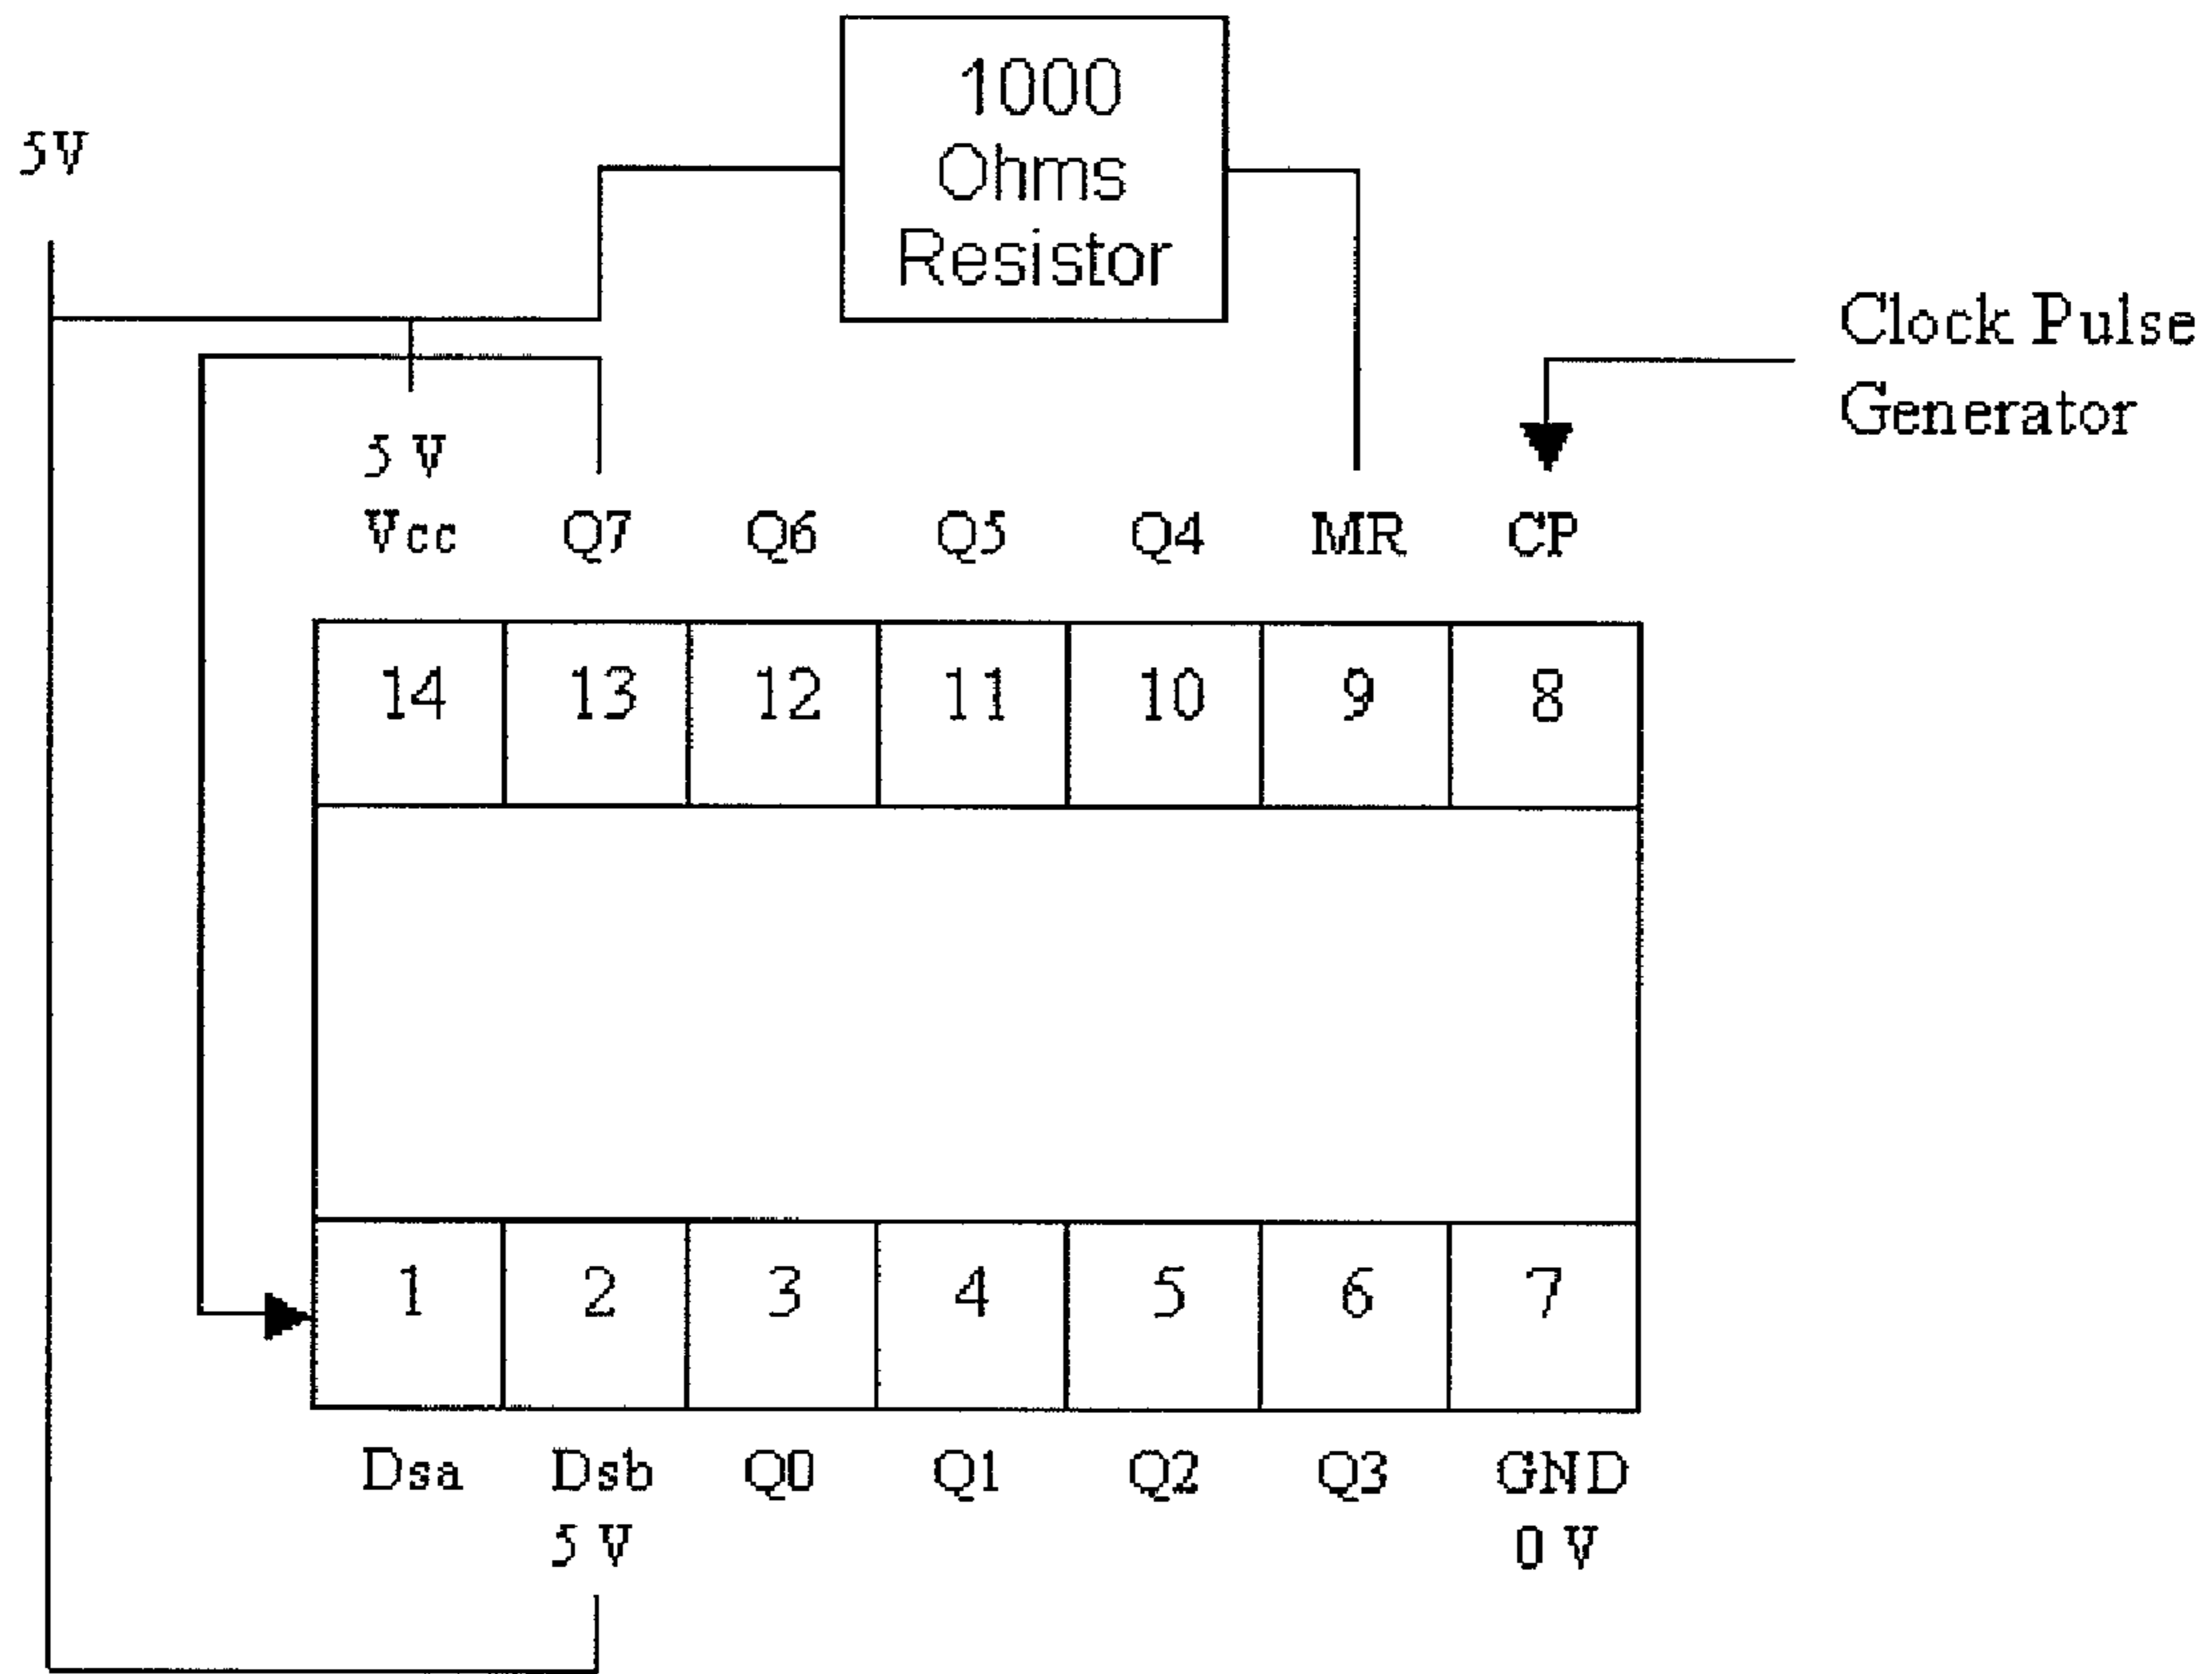 1000
Ohms
Resistor
5V
Clock Pulse
Generator
5 V
Vcc Q7 Q6 Q5 Q4 MR CP
14 13 12 11 10 9 8
1 2 3 4 5 6 7
Dsa Dsb Q0 Q1 Q2 Q3 GND
5 V 0 V